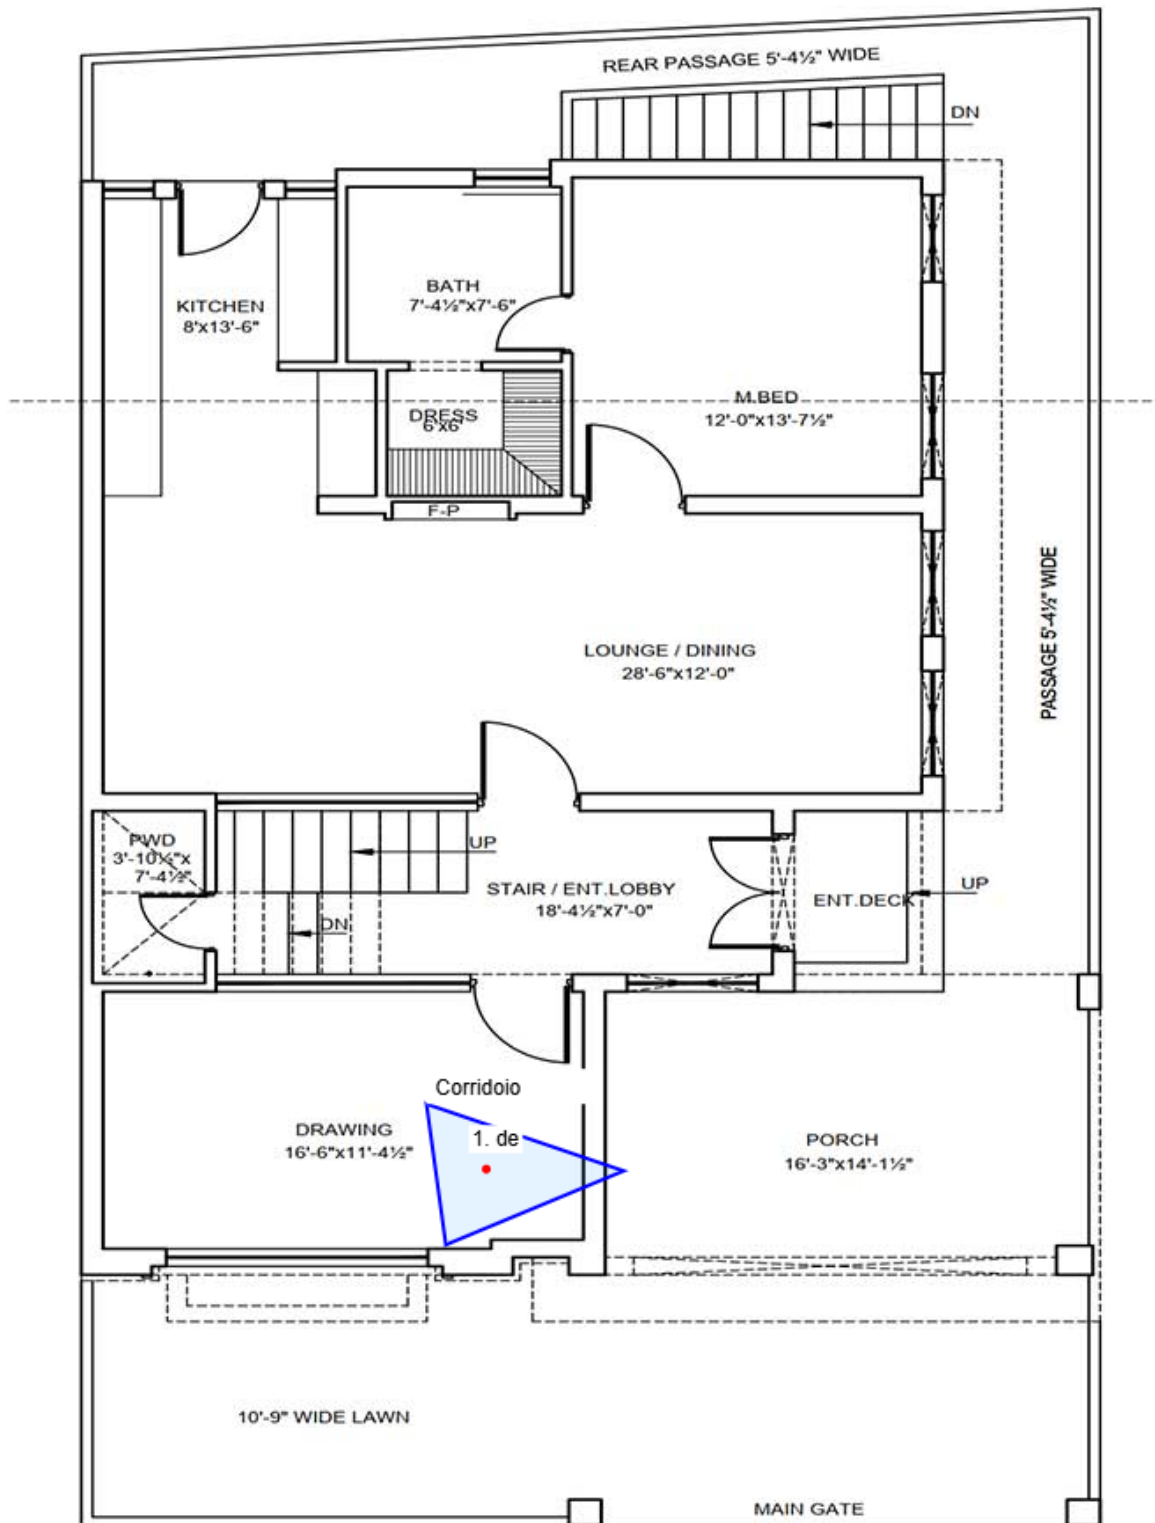 REAR PASSAGE 5'-4½" WIDE
DN
BATH
7'-4½"x7'-6"
KITCHEN
8'x13'-6"
M.BED
12'-0"x13'-7½"
DRESS
6'x6'
F-P
PASSAGE 5'-4½" WIDE
LOUNGE / DINING
28'-6"x12'-0"
PWD
3'-10½"x
7'-4½"
UP
STAIR / ENT.LOBBY
18'-4½"x7'-0"
UP
ENT.DECK
DN
Corridoio
DRAWING
16'-6"x11'-4½"
1. de
PORCH
16'-3"x14'-1½"
10'-9" WIDE LAWN
MAIN GATE